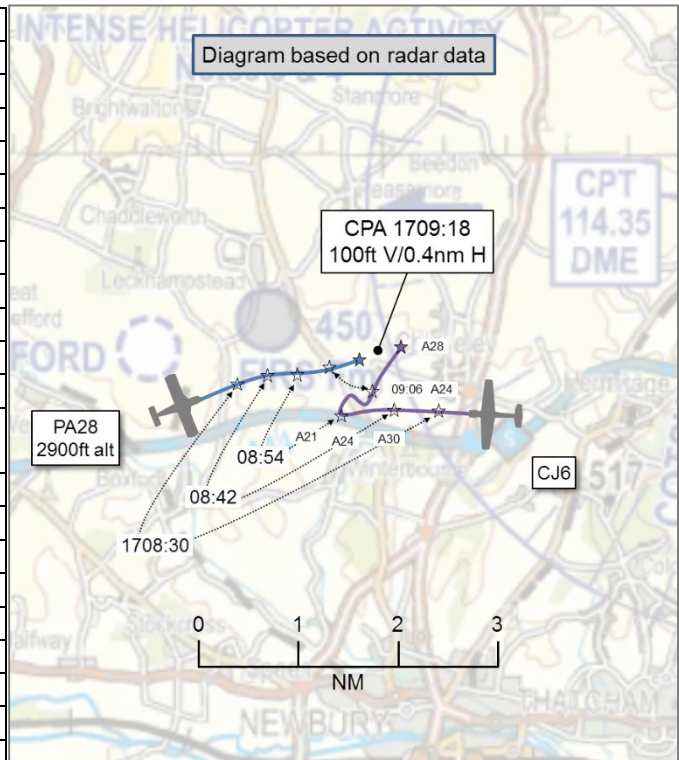 INTENSE HELICOPTER ACTIVITY
Diagram based on radar data
Brightwalton
Stanmore
Beedon
Peasemore
CPT
114.35
DME
Chaddleworth
CPA 1709:18
100ft V/0.4nm H
Leckhampstead
450
A28
FORD
FIRS
09:06
A24
Hermitage
PA28
2900ft alt
A21
A24
A30
08:54
Winterbourne
CJ6
517
Boxford
08:42
1708:30
0
1
2
3
NM
NEWBURY
THATCHAM